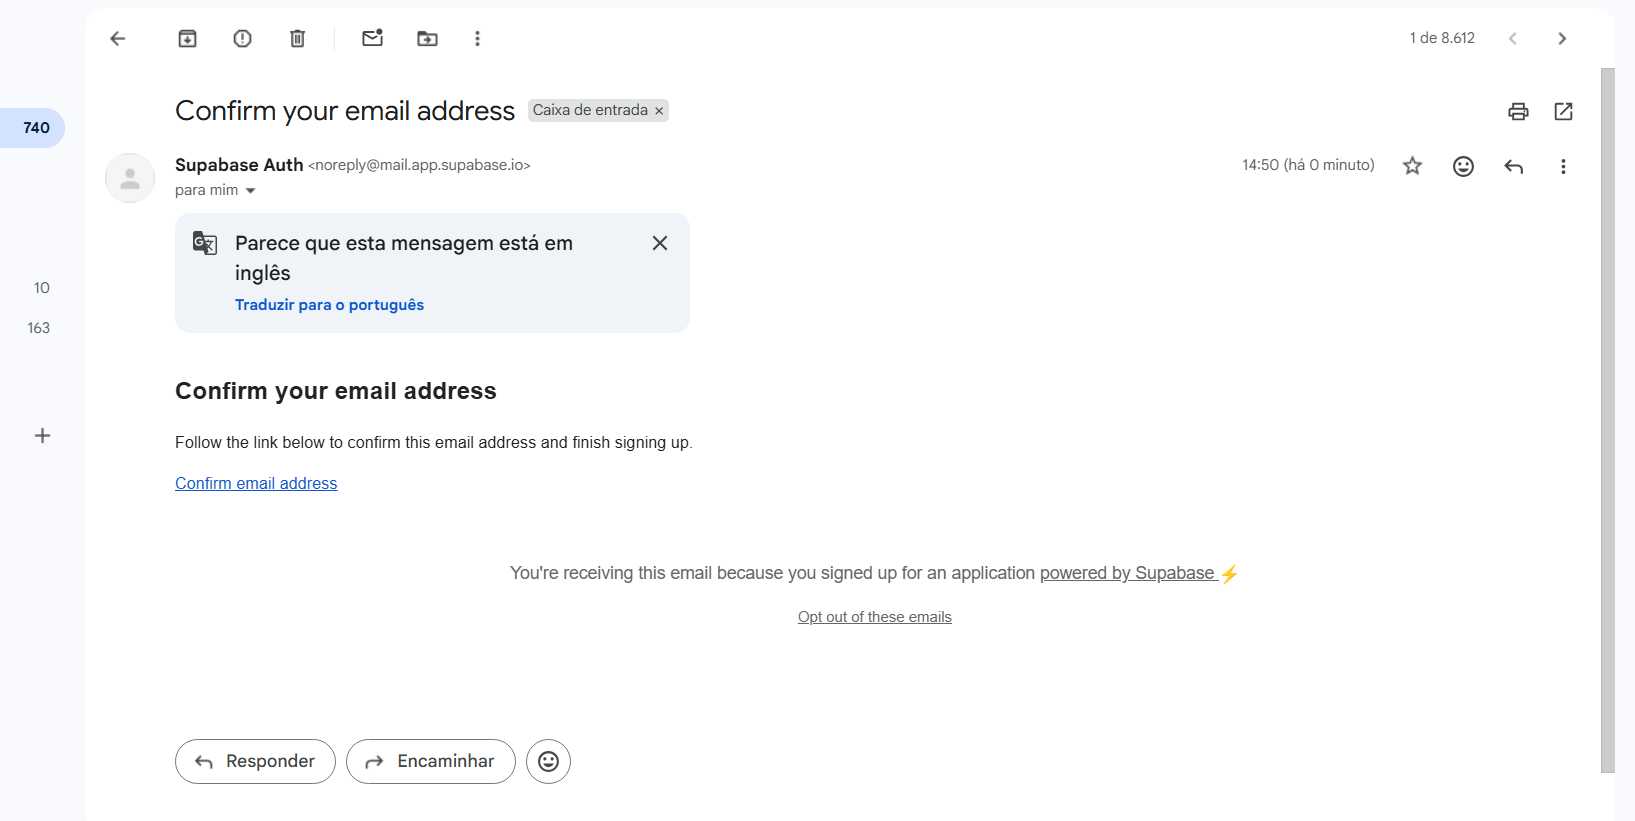 1 de 8.612
Confirm your email address Caixa de entrada ×
740
Supabase Auth <noreply@mail.app.supabase.io> 14:50 (há 0 minuto)
para mim
Parece que esta mensagem está em
inglês
Traduzir para o português
10
163
Confirm your email address
Follow the link below to confirm this email address and finish signing up.
Confirm email address
You're receiving this email because you signed up for an application powered by Supabase ⚡
Opt out of these emails
Responder Encaminhar